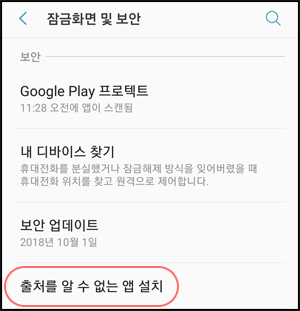 잠금화면 및 보안
보안
Google Play 프로텍트
11:28 오전에 앱이 스캔됨
내 디바이스 찾기
휴대전화를 분실했거나 잠금해제 방식을 잊어버렸을 때
휴대전화 위치를 찾고 원격으로 제어합니다.
보안 업데이트
2018년 10월 1일
출처를 알 수 없는 앱 설치